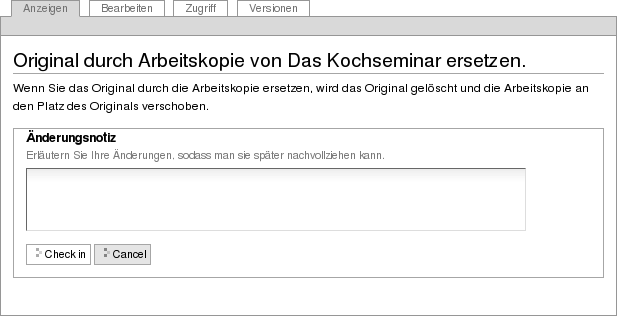 Anzeigen Bearbeiten Zugriff Versionen
Original durch Arbeitskopie von Das Kochseminar ersetzen.
Wenn Sie das Original durch die Arbeitskopie ersetzen, wird das Original gelöscht und die Arbeitskopie an
den Platz des Originals verschoben.
Änderungsnotiz
Erläutern Sie Ihre Änderungen, sodass man sie später nachvollziehen kann.
Check in Cancel